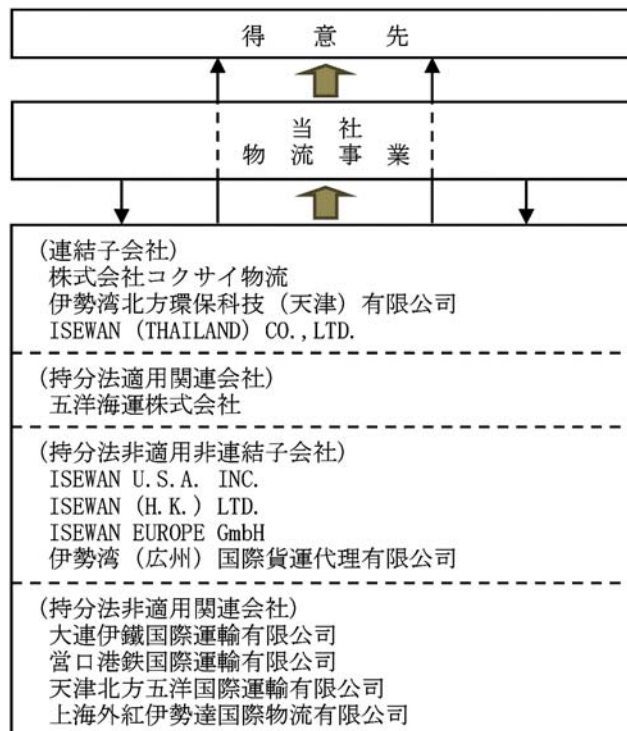 得意先
当社
物流事業
(連結子会社)
株式会社コクサイ物流
伊勢湾北方環保科技(天津)有限公司
ISEWAN (THAILAND) CO.,LTD.
(持分法適用関連会社)
五洋海運株式会社
(持分法非適用非連結子会社)
ISEWAN U.S.A. INC.
ISEWAN (H.K.) LTD.
ISEWAN EUROPE GmbH
伊勢湾(広州)国際貨運代理有限公司
(持分法非適用関連会社)
大連伊鐵国際運輸有限公司
営口港鉄国際運輸有限公司
天津北方五洋国際運輸有限公司
上海外紅伊勢達国際物流有限公司